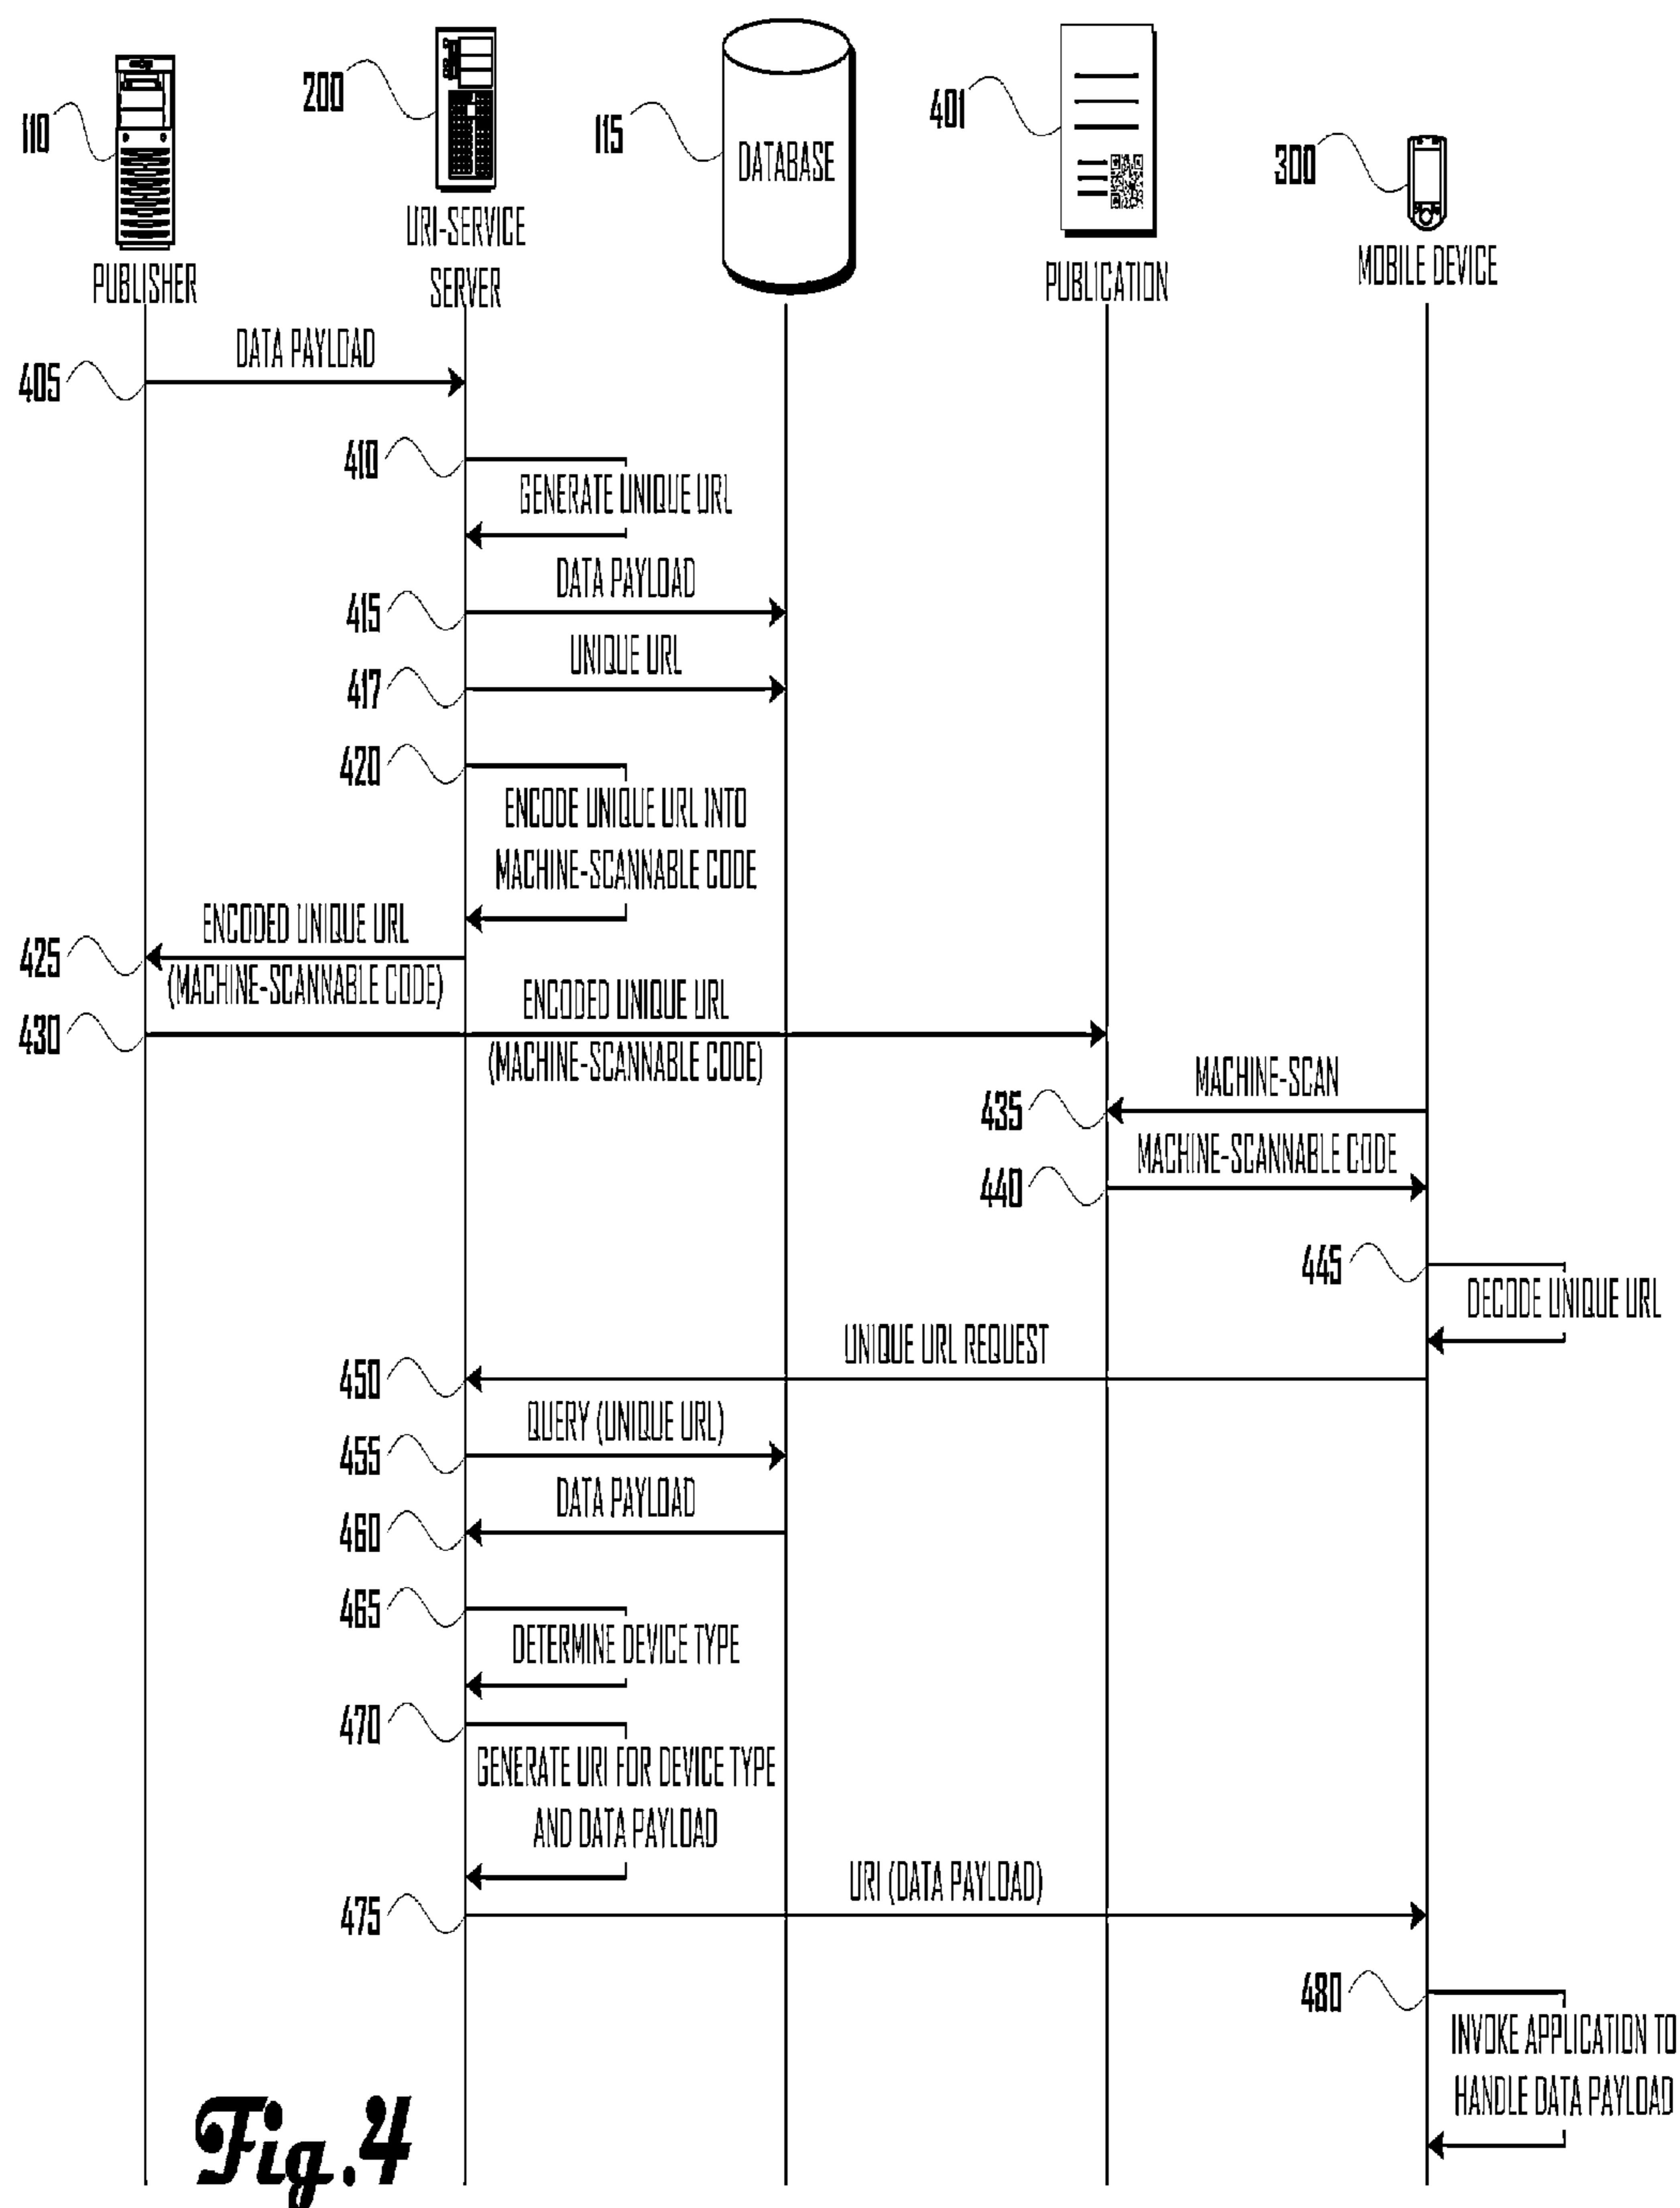 110
PUBLISHER
200
URI-SERVICE
SERVER
115
DATABASE
401
PUBLICATION
300
MOBILE DEVICE
405
DATA PAYLOAD
410
GENERATE UNIQUE URL
415
DATA PAYLOAD
417
UNIQUE URL
420
ENCODE UNIQUE URL INTO
MACHINE-SCANNABLE CODE
425
ENCODED UNIQUE URL
(MACHINE-SCANNABLE CODE)
430
ENCODED UNIQUE URL
(MACHINE-SCANNABLE CODE)
435
MACHINE-SCAN
440
MACHINE-SCANNABLE CODE
445
DECODE UNIQUE URL
450
UNIQUE URL REQUEST
455
QUERY (UNIQUE URL)
460
DATA PAYLOAD
465
DETERMINE DEVICE TYPE
470
GENERATE URI FOR DEVICE TYPE
AND DATA PAYLOAD
475
URI (DATA PAYLOAD)
480
INVOKE APPLICATION TO
HANDLE DATA PAYLOAD
Fig.4